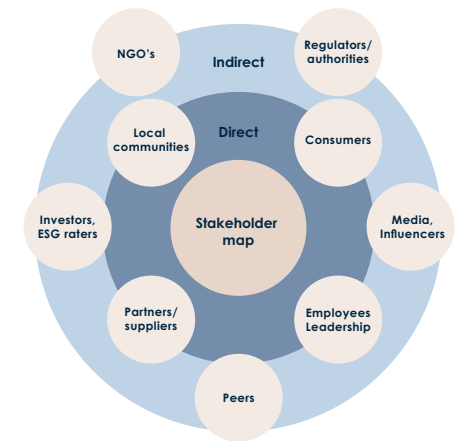 NGO's
Indirect
Regulators/
authorities
Local
communities
Direct
Consumers
Investors,
ESG raters
Stakeholder
map
Media,
Influencers
Partners/
suppliers
Employees
Leadership
Peers